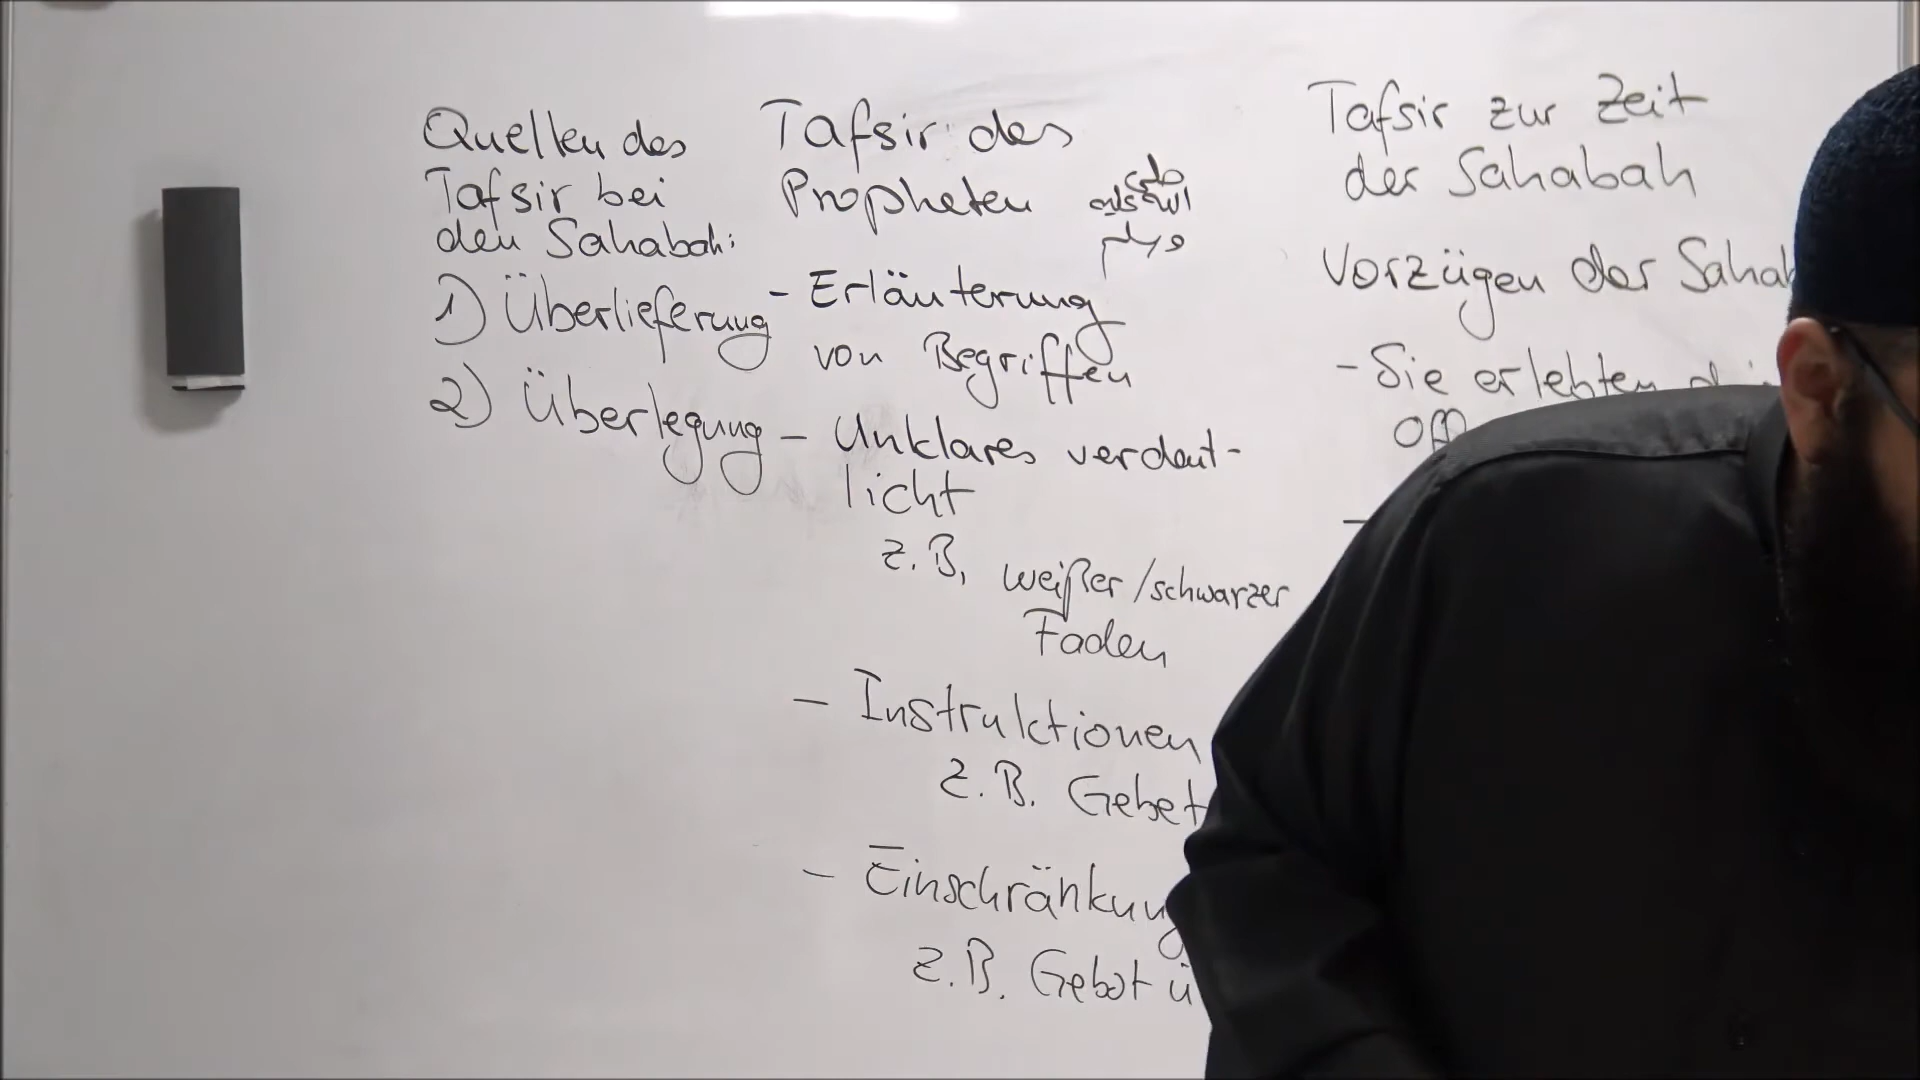 Quellen des
Tafsir bei
den Sahabah:
1) Überlieferung
2) Überlegung
Tafsir des
Propheten صلى
الله عليه
وسلم
- Erläuterung
von Begriffen
- Unklares verdeut-
licht
z.B. weißer/schwarzer
Faden
- Instruktionen
z.B. Gebet
- Einschränkung
z.B. Gebot ü
Tafsir zur Zeit
der Sahabah
Vorzügen der Sahab
- Sie erlebten
Off
-